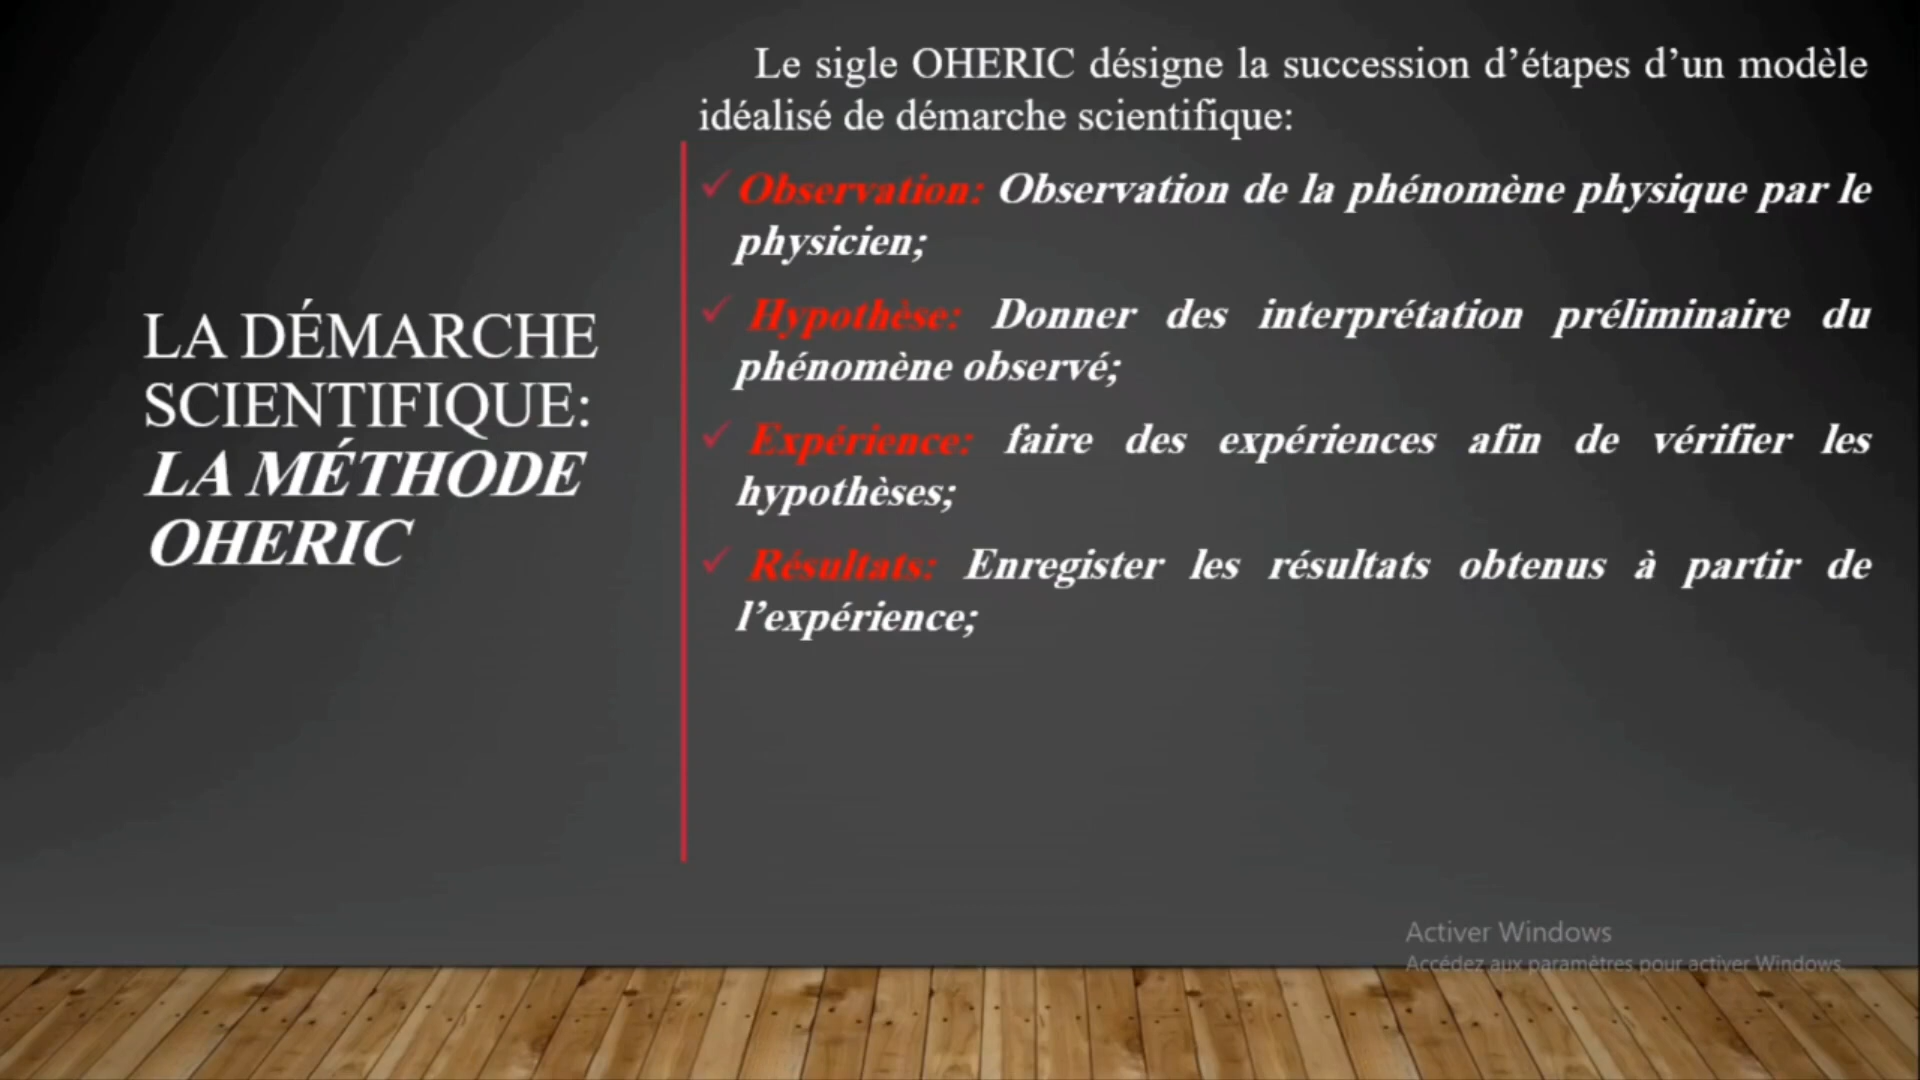 LA DÉMARCHE
SCIENTIFIQUE:
LA MÉTHODE
OHERIC
Le sigle OHERIC désigne la succession d’étapes d’un modèle
idéalisé de démarche scientifique:
✓ Observation: Observation de la phénomène physique par le
physicien;
✓ Hypothèse: Donner des interprétation préliminaire du
phénomène observé;
✓ Expérience: faire des expériences afin de vérifier les
hypothèses;
✓ Résultats: Enregister les résultats obtenus à partir de
l’expérience;
Activer Windows
Accédez aux paramètres pour activer Windows.